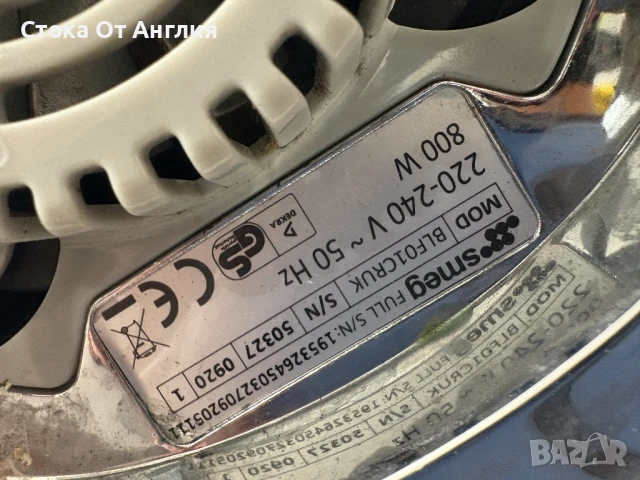 Стока От Англия
smeg FULL S/N:19532645032709205111
MOD BLF01CRUK S/N 50327 0920 1
220-240 V ~ 50 Hz
800 W
DEKRA
GS
CE
BAZAR